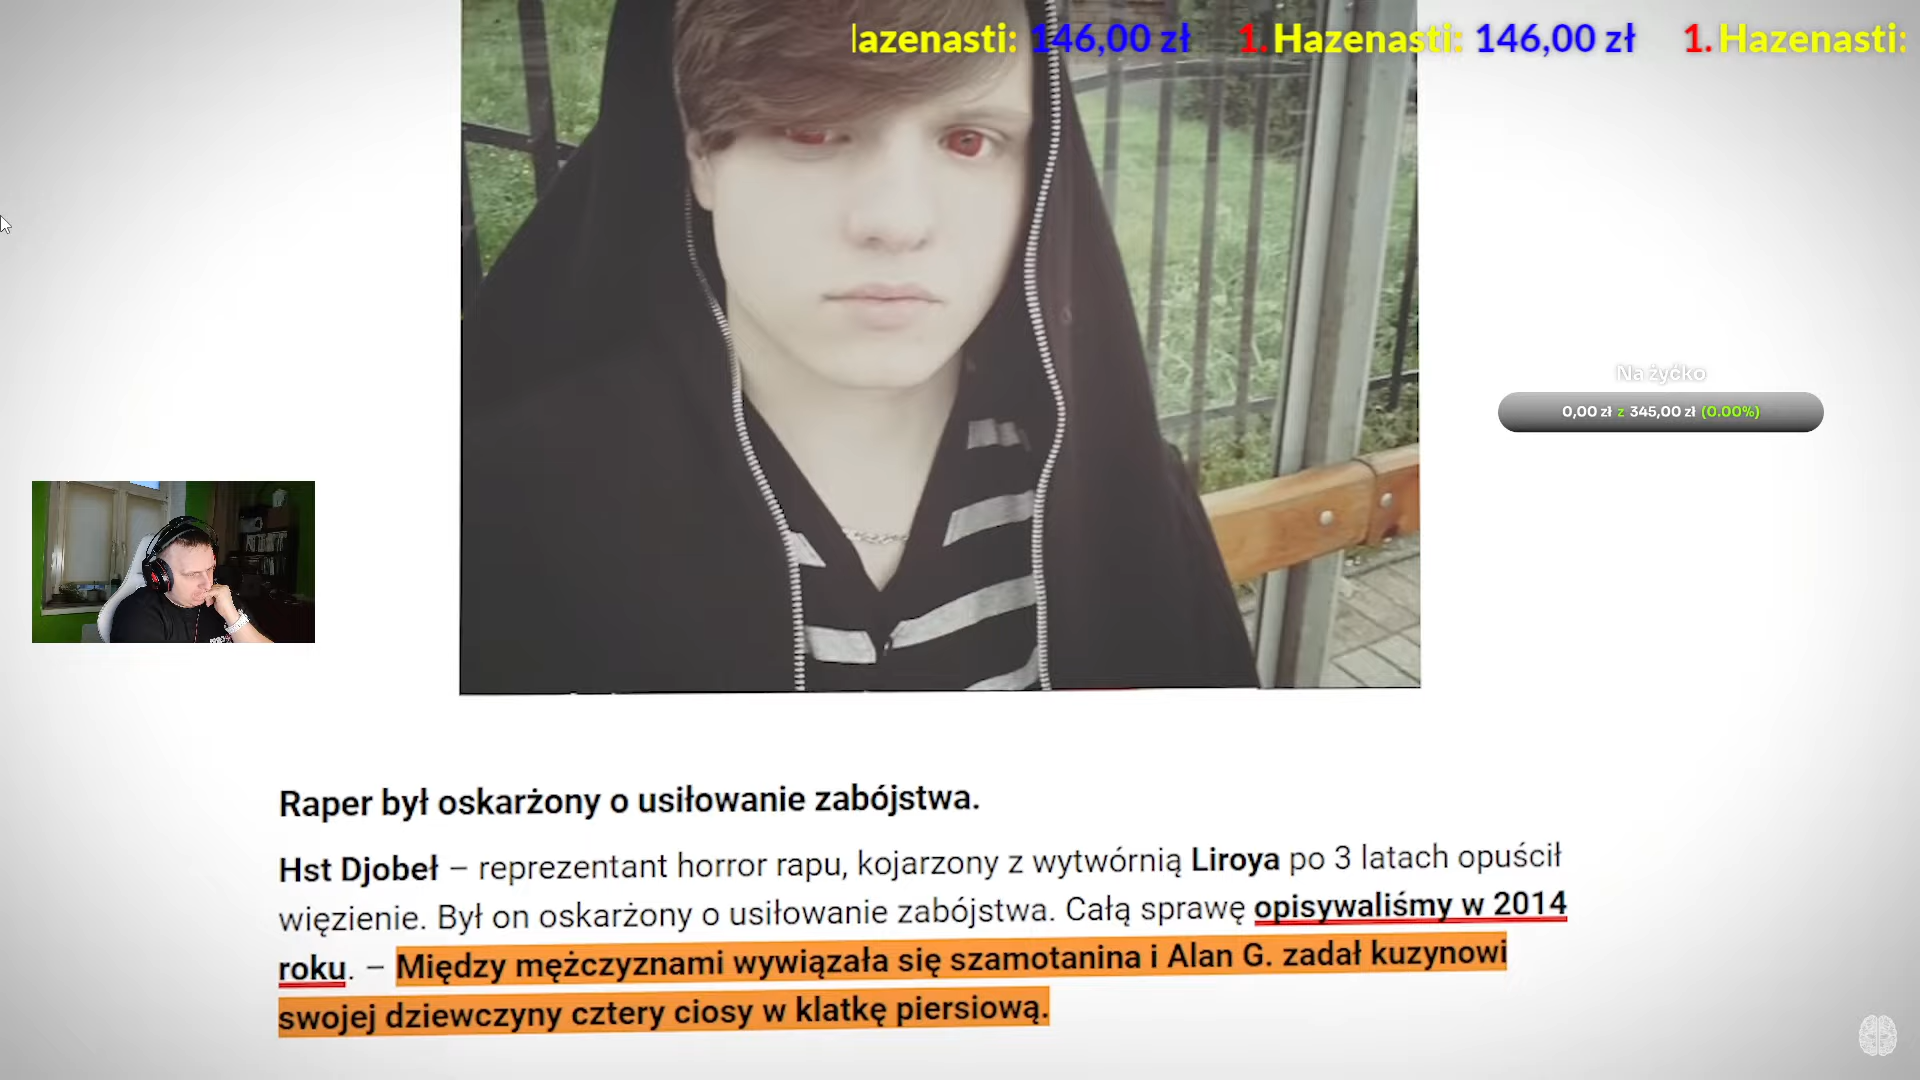 lazenasti: 146,00 zł 1. Hazenasti: 146,00 zł 1. Hazenasti:
Na żyćko
0,00 zł z 345,00 zł (0.00%)
Raper był oskarżony o usiłowanie zabójstwa.
Hst Djobeł – reprezentant horror rapu, kojarzony z wytwórnią Liroya po 3 latach opuścił
więzienie. Był on oskarżony o usiłowanie zabójstwa. Całą sprawę opisywaliśmy w 2014
roku. – Między mężczyznami wywiązała się szamotanina i Alan G. zadał kuzynowi
swojej dziewczyny cztery ciosy w klatkę piersiową.